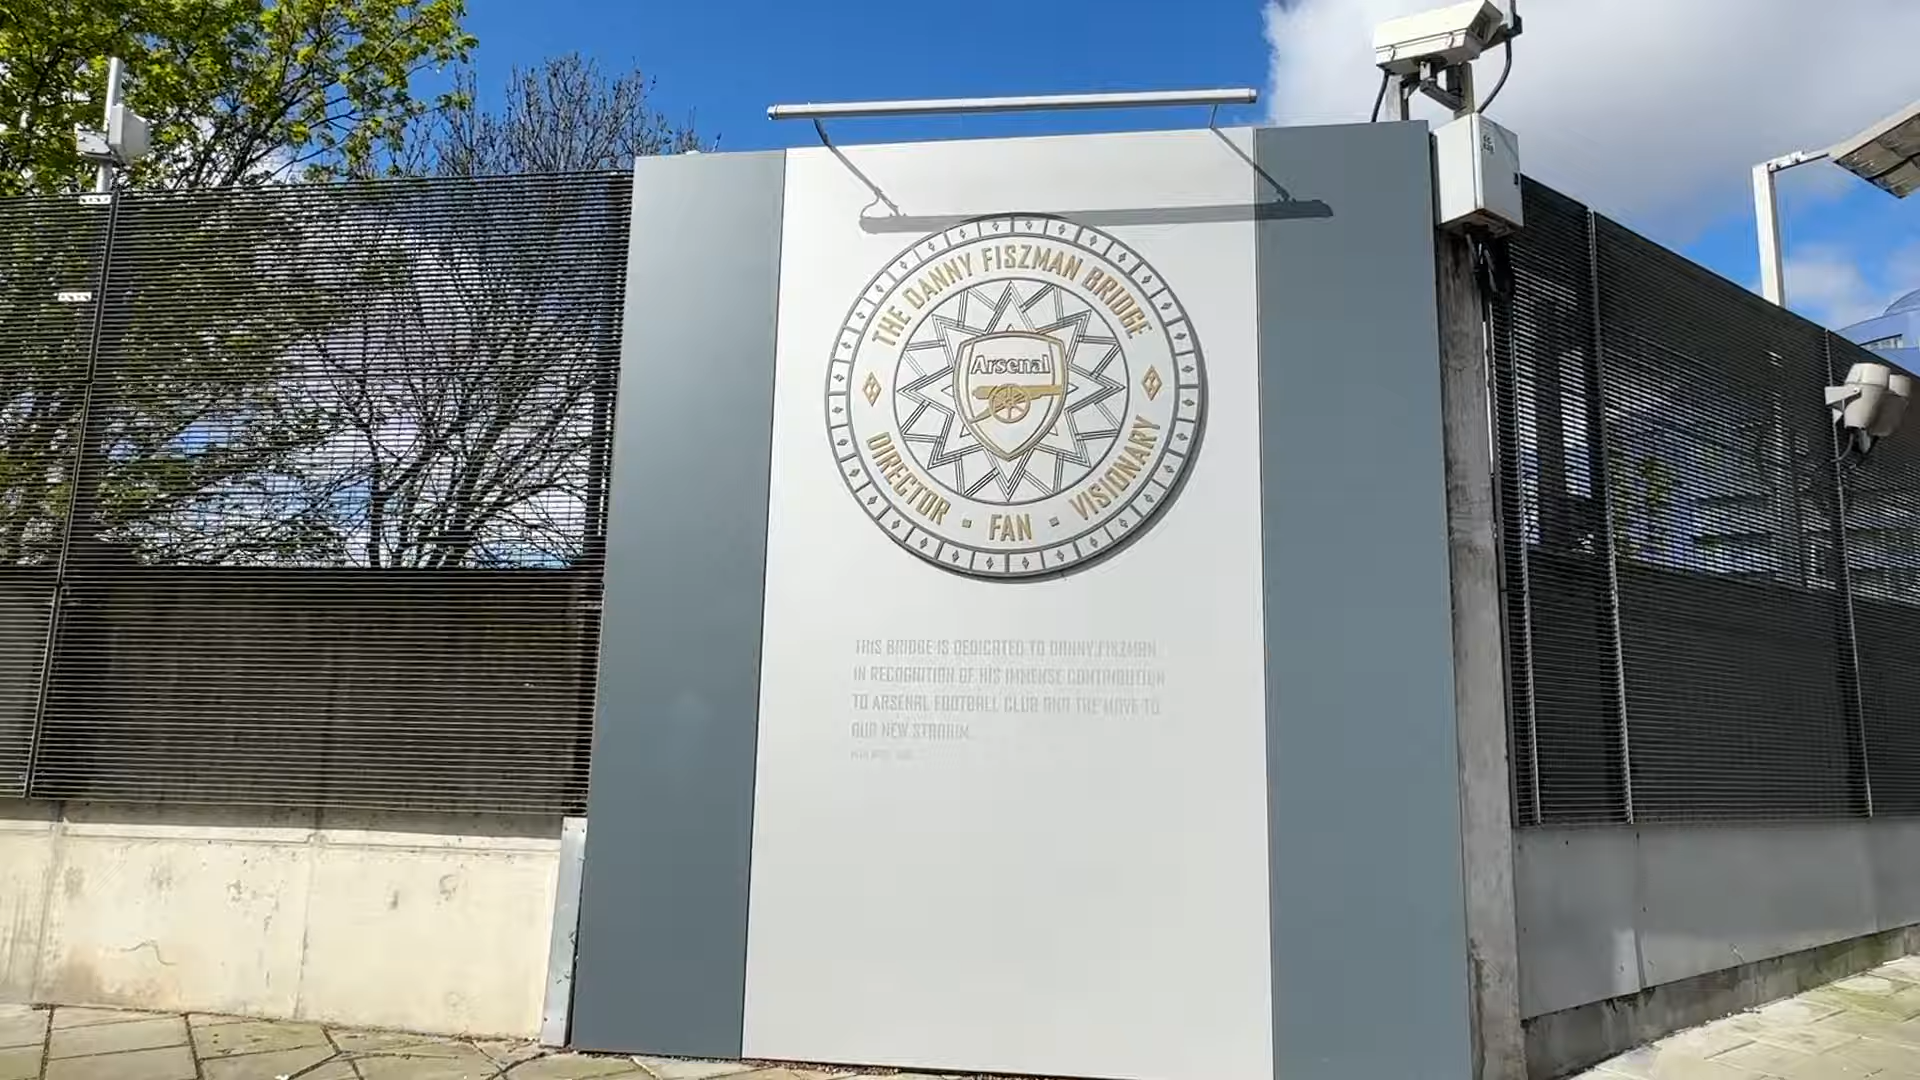 THE DANNY FISZMAN BRIDGE
Arsenal
DIRECTOR ▪ FAN ▪ VISIONARY
THIS BRIDGE IS DEDICATED TO DANNY FISZMAN
IN RECOGNITION OF HIS IMMENSE CONTRIBUTION
TO ARSENAL FOOTBALL CLUB AND THE MOVE TO
OUR NEW STADIUM.